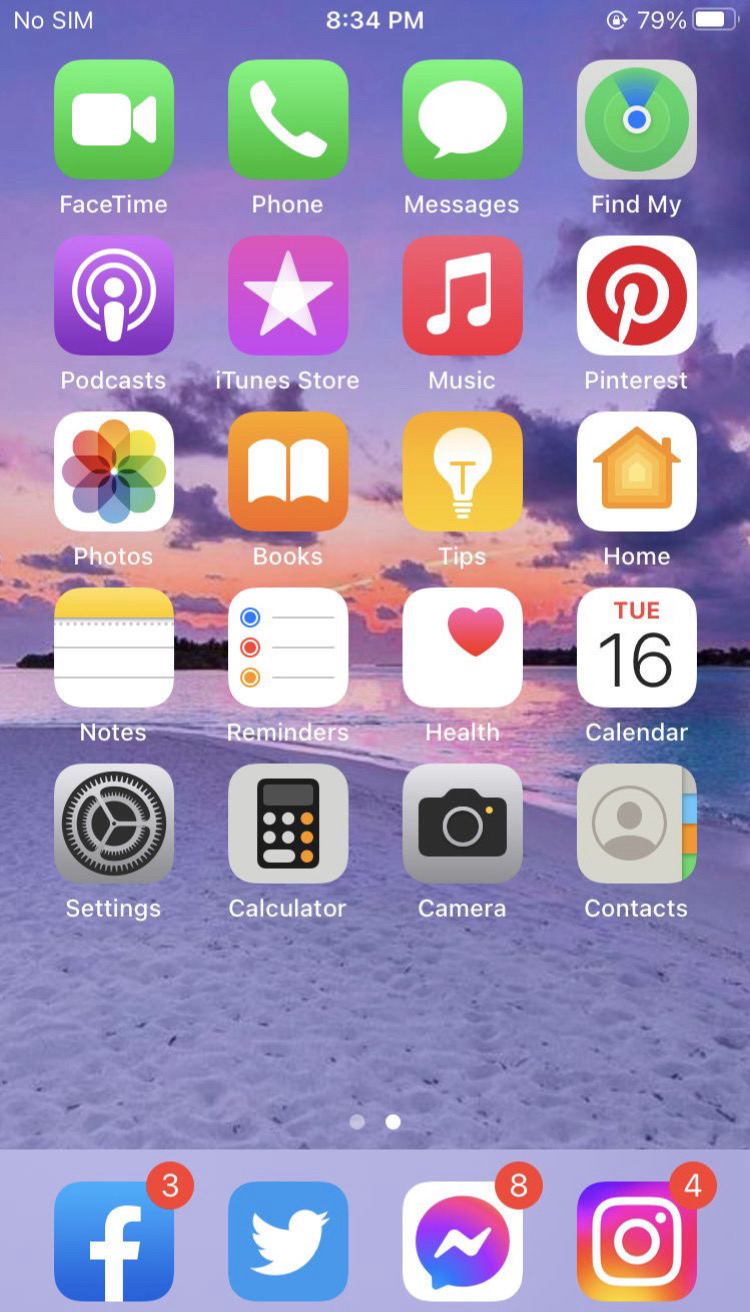 No SIM 8:34 PM 79%
FaceTime Phone Messages Find My
Podcasts iTunes Store Music Pinterest
Photos Books Tips Home
TUE
16
Notes Reminders Health Calendar
Settings Calculator Camera Contacts
3 8 4